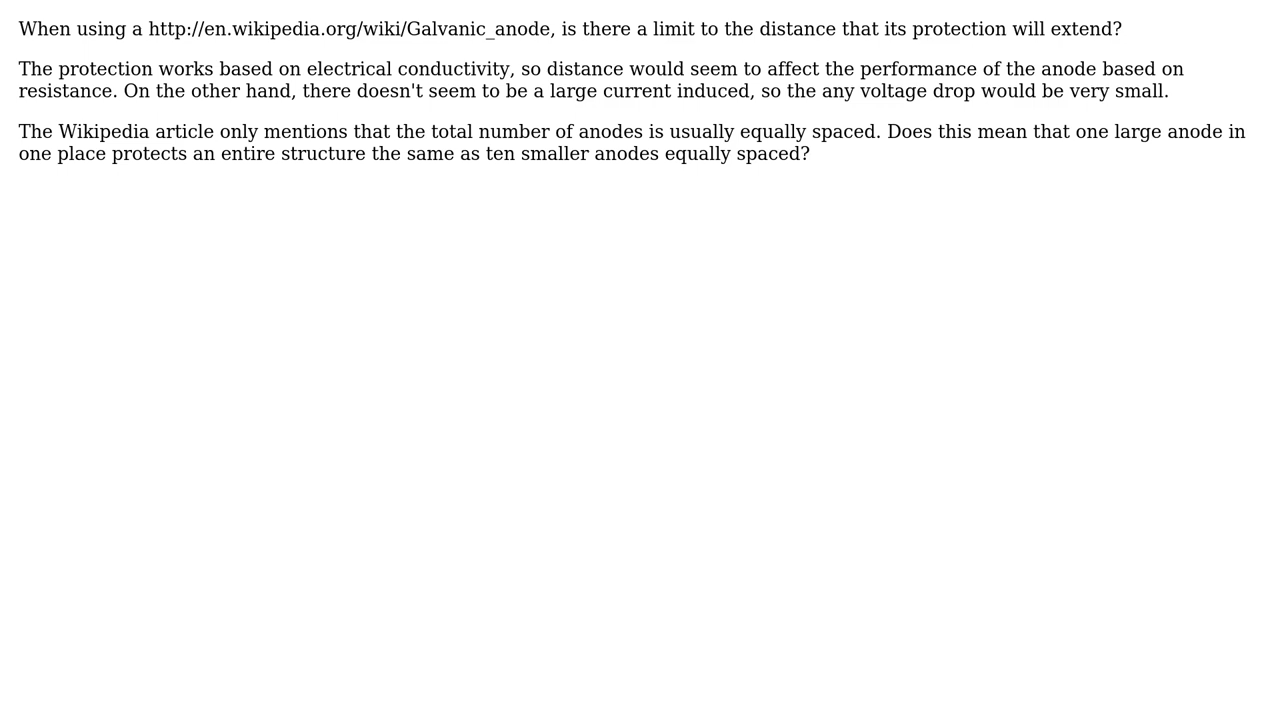 When using a http://en.wikipedia.org/wiki/Galvanic_anode, is there a limit to the distance that its protection will extend?
The protection works based on electrical conductivity, so distance would seem to affect the performance of the anode based on
resistance. On the other hand, there doesn't seem to be a large current induced, so the any voltage drop would be very small.
The Wikipedia article only mentions that the total number of anodes is usually equally spaced. Does this mean that one large anode in
one place protects an entire structure the same as ten smaller anodes equally spaced?